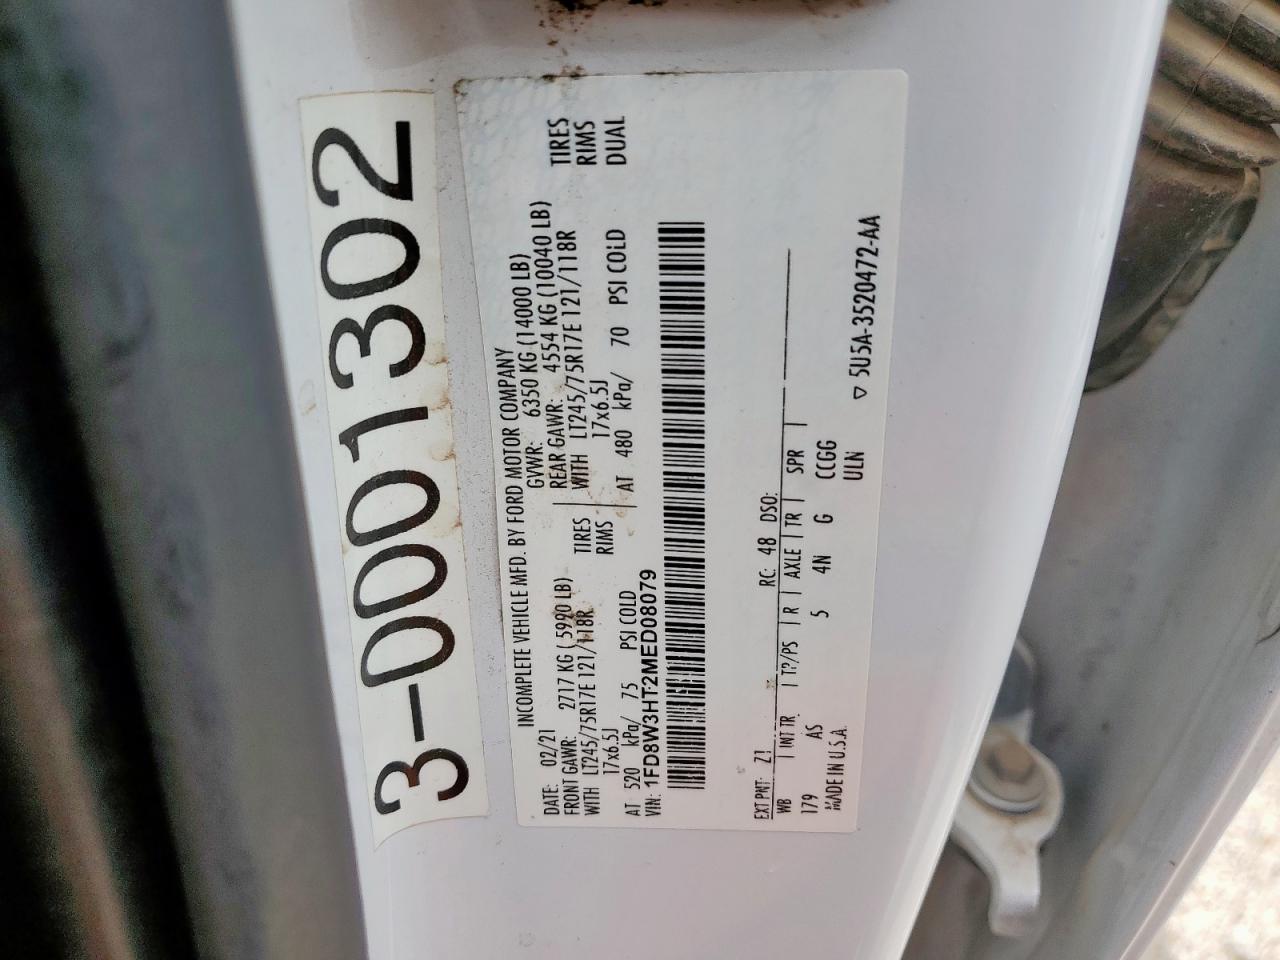 3-001302
INCOMPLETE VEHICLE MFD. BY FORD MOTOR COMPANY
DATE: 02/21 GVWR: 6350 KG (14000 LB)
FRONT GAWR: 2717 KG (5990 LB) REAR GAWR: 4554 KG (10040 LB)
WITH LT245/75R17E 121/118R TIRES WITH LT245/75R17E 121/118R TIRES
17x6.5J RIMS 17x6.5J RIMS
AT 520 kPa/ 75 PSI COLD AT 480 kPa/ 70 PSI COLD DUAL
VIN: 1FD8W3HT2MED08079
EXT PNT: Z1 RC: 48 DSO:
WB INT TR TP/PS R AXLE TR SPR
179 AS 5 4N G CCGG
MADE IN U.S.A. ULN
▽ 5U5A-3520472-AA